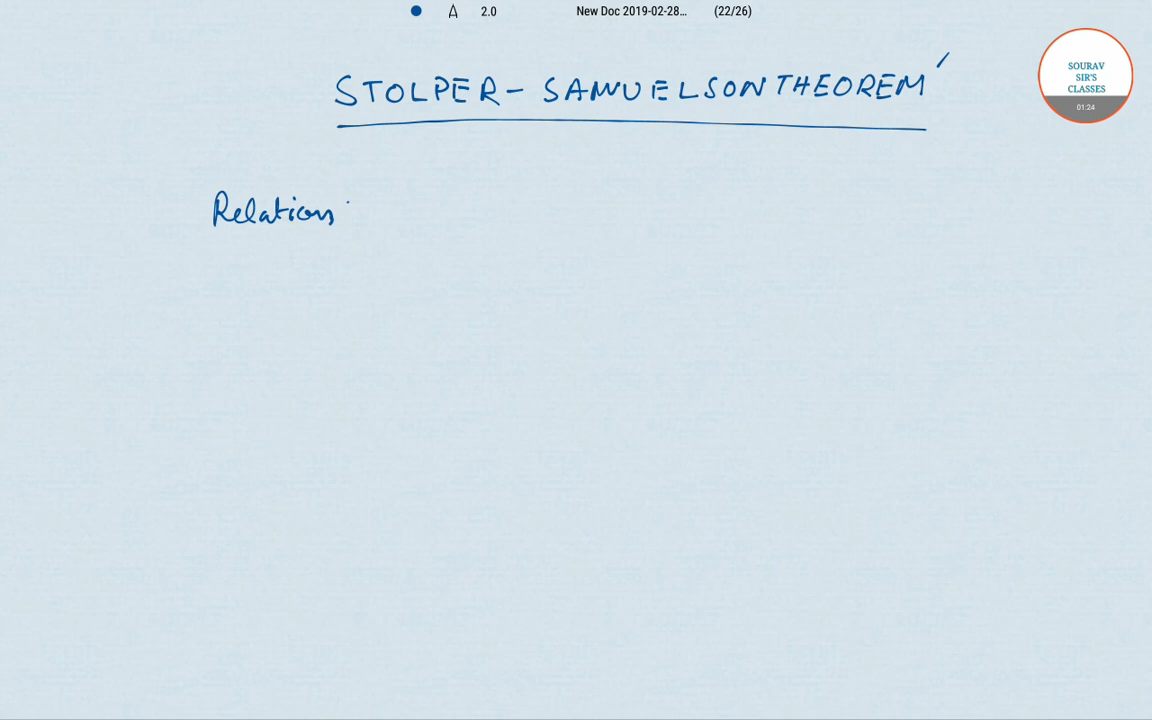 2.0 New Doc 2019-02-28... (22/26)
STOLPER - SAMUELSON THEOREM
SOURAV
SIR'S
CLASSES
01:24
Relation